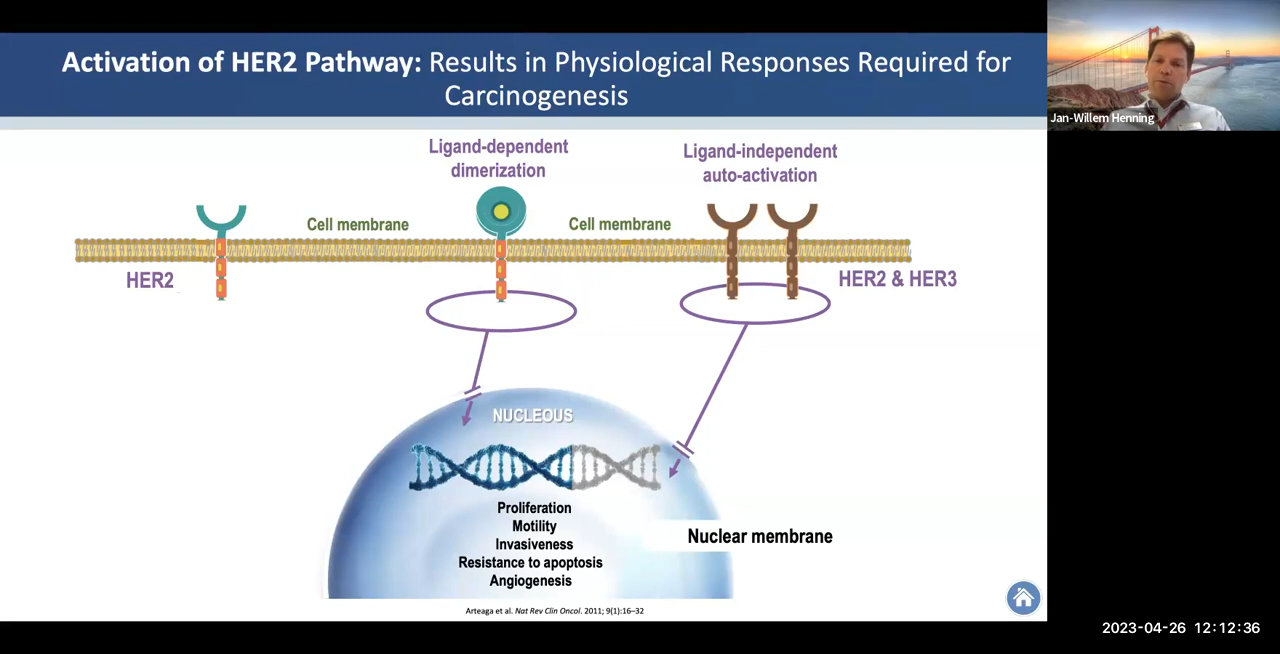 Activation of HER2 Pathway: Results in Physiological Responses Required for
Carcinogenesis
Jan-Willem Henning
Ligand-dependent
dimerization
Ligand-independent
auto-activation
Cell membrane
Cell membrane
HER2
HER2 & HER3
NUCLEOUS
Proliferation
Motility
Invasiveness
Resistance to apoptosis
Angiogenesis
Nuclear membrane
Arteaga et al. Nat Rev Clin Oncol. 2011; 9(1):16–32
2023-04-26 12:12:36